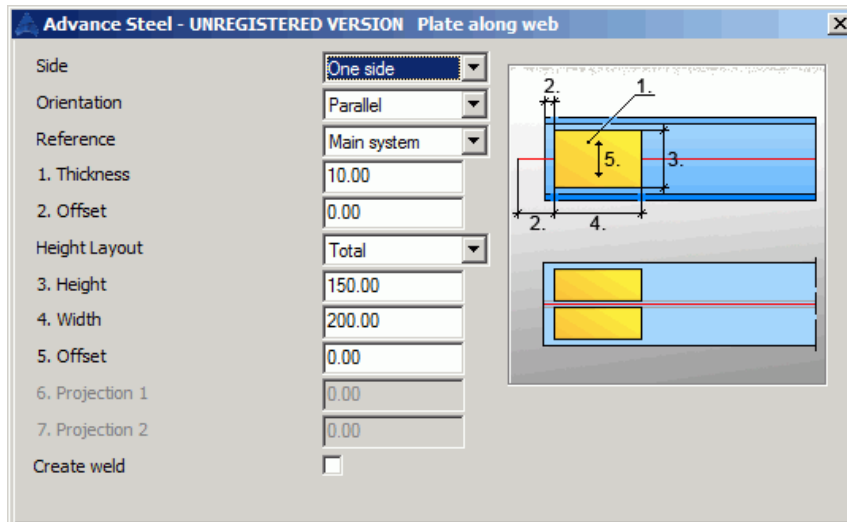 Advance Steel - UNREGISTERED VERSION Plate along web
Side One side
Orientation Parallel
Reference Main system
1. Thickness 10.00
2. Offset 0.00
Height Layout Total
3. Height 150.00
4. Width 200.00
5. Offset 0.00
6. Projection 1 0.00
7. Projection 2 0.00
Create weld
2. 1.
5. 3.
2. 4.